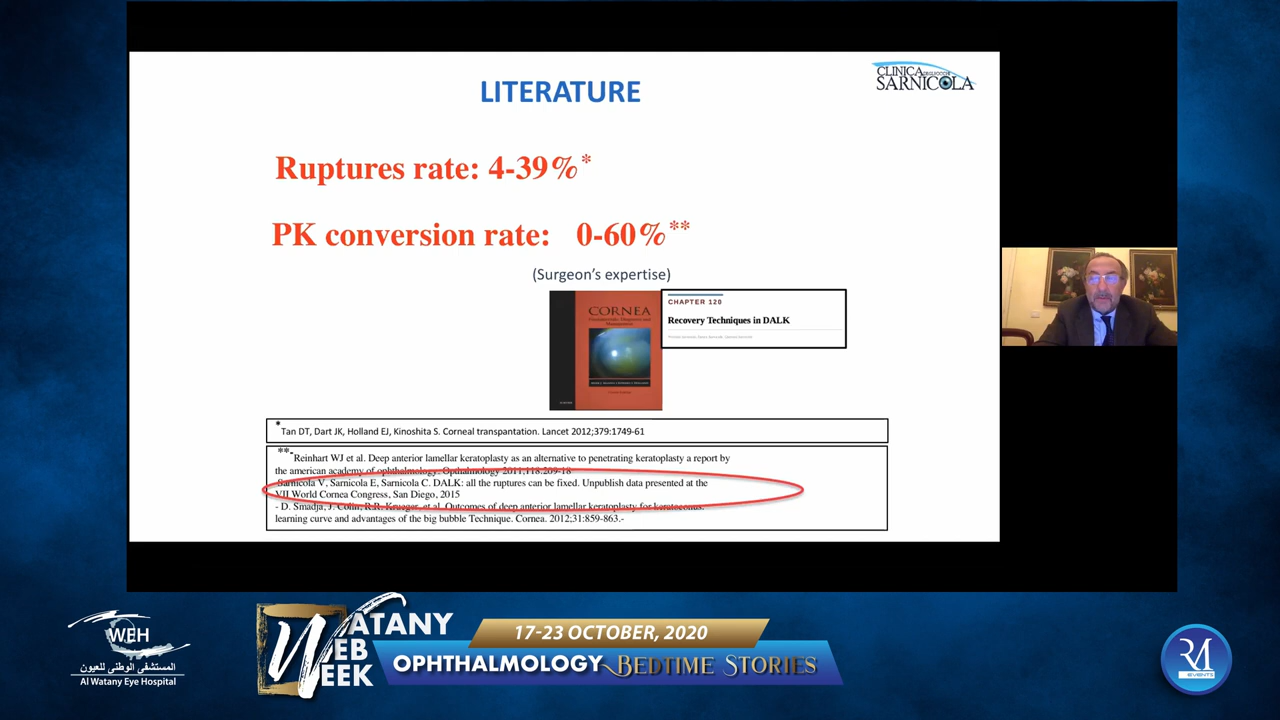 LITERATURE
CLINICA DEGLI OCCHI
SARNICOLA
Ruptures rate: 4-39%*
PK conversion rate: 0-60%**
(Surgeon's expertise)
CORNEA
CHAPTER 120
Recovery Techniques in DALK
*Tan DT, Dart JK, Holland EJ, Kinoshita S. Corneal transpantation. Lancet 2012;379:1749-61
**-Reinhart WJ et al. Deep anterior lamellar keratoplasty as an alternative to penetrating keratoplasty a report by
the american academy of ophthalmology. Opthalmology 2011;118:209-18
Sarnicola V, Sarnicola E, Sarnicola C. DALK: all the ruptures can be fixed. Unpublish data presented at the
VII World Cornea Congress, San Diego, 2015
- D. Smadja, J. Colin, R.R. Krueger, et al. Outcomes of deep anterior lamellar keratoplasty for keratoconus:
learning curve and advantages of the big bubble Technique. Cornea. 2012;31:859-863.-
WEH
المستشفى الوطني للعيون
Al Watany Eye Hospital
WATANY
WEB
WEEK
17-23 OCTOBER, 2020
OPHTHALMOLOGY BEDTIME STORIES
RM
EVENTS